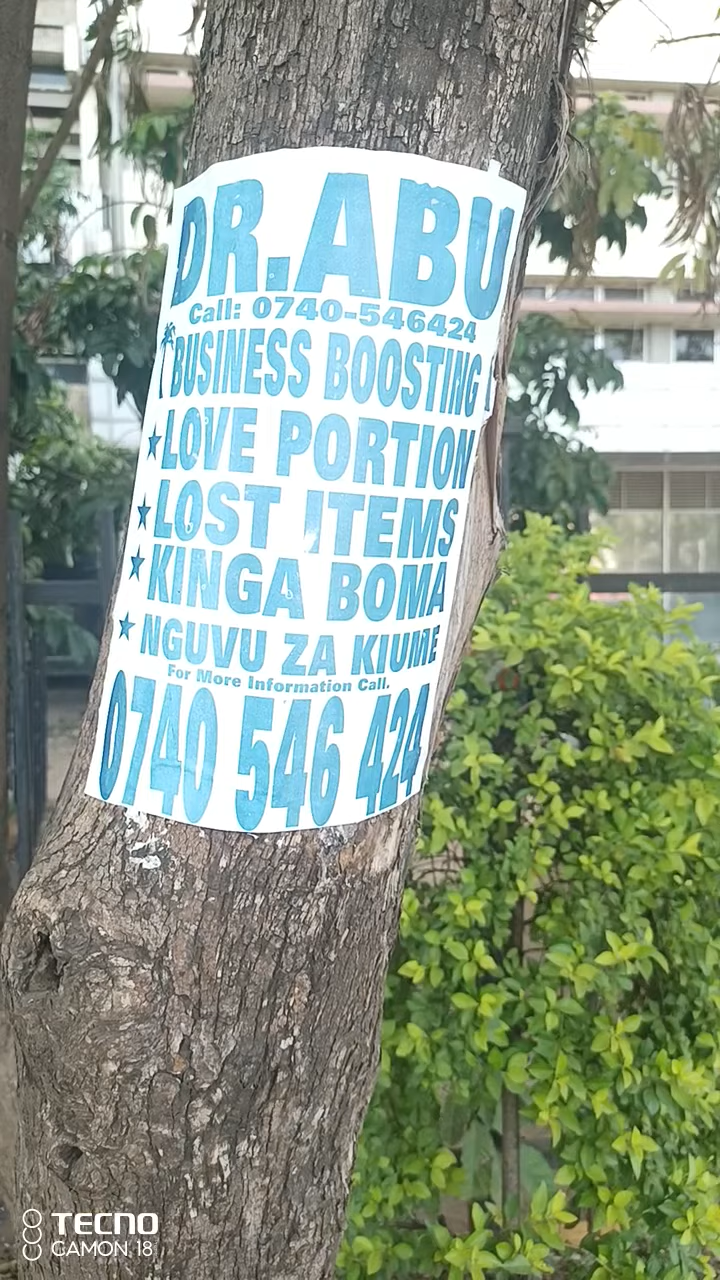 DR.ABU
Call: 0740-546424
BUSINESS BOOSTING
LOVE PORTION
LOST ITEMS
KINGA BOMA
NGUVU ZA KIUME
For More Information Call.
0740 546 424
TECNO
CAMON 18